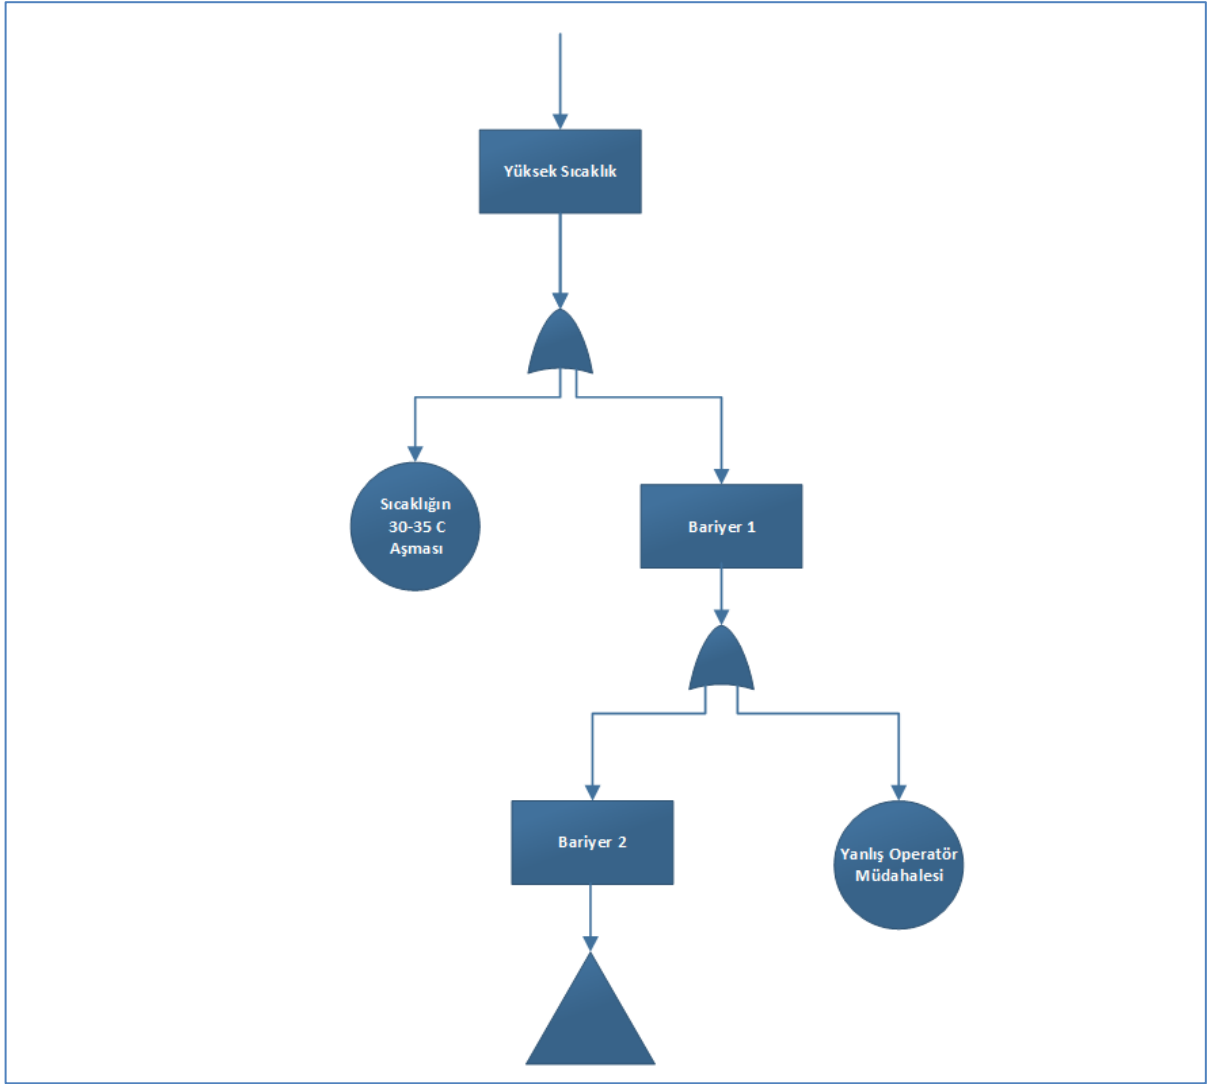 Yüksek Sıcaklık
Sıcaklığın
30-35 C
Aşması
Bariyer 1
Bariyer 2
Yanlış Operatör
Müdahalesi